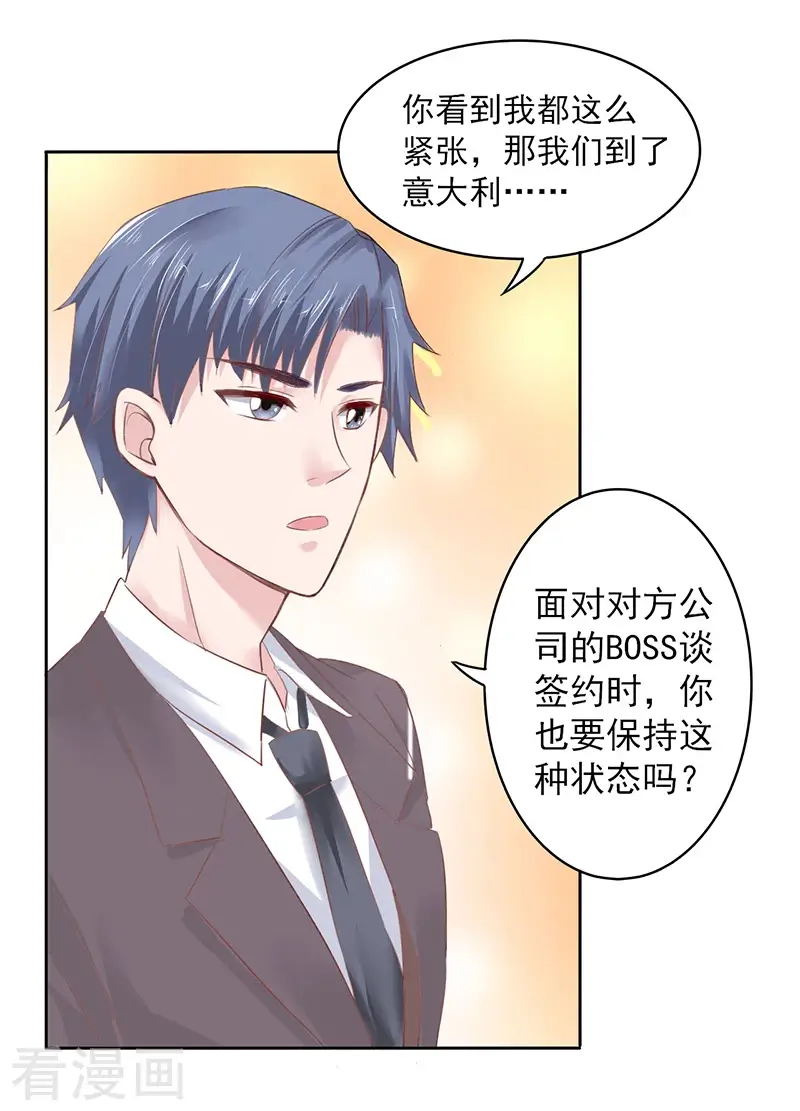 你看到我都这么
紧张，那我们到了
意大利……
面对对方公
司的BOSS谈
签约时，你
也要保持这
种状态吗？
看漫画